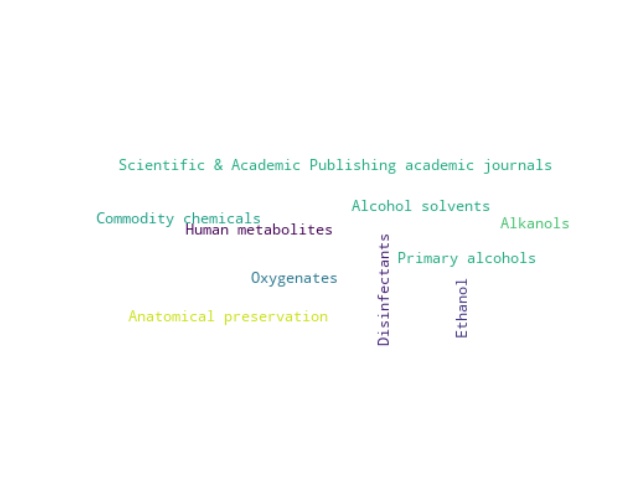 Scientific & Academic Publishing academic journals
Alcohol solvents
Commodity chemicals
Alkanols
Human metabolites
Primary alcohols
Oxygenates
Disinfectants
Ethanol
Anatomical preservation